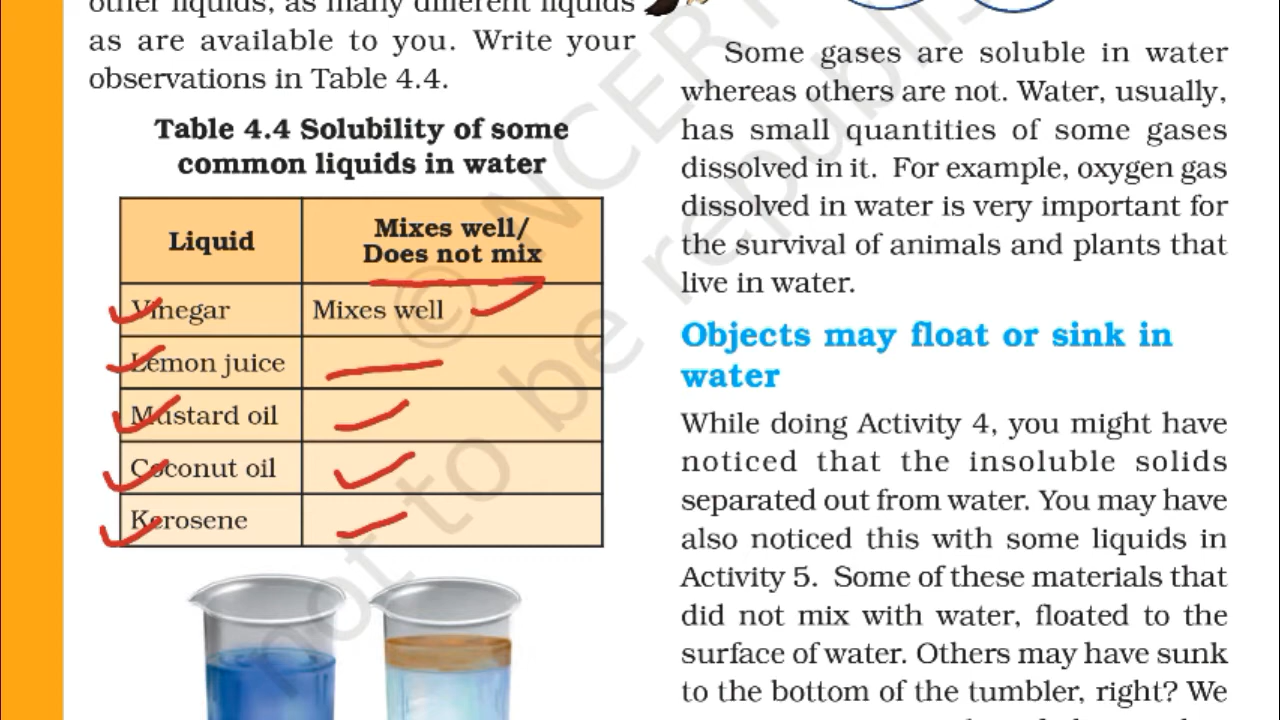 other liquids, as many different liquids
as are available to you. Write your
observations in Table 4.4.
Table 4.4 Solubility of some
common liquids in water
Liquid
Mixes well/
Does not mix
Vinegar
Mixes well
Lemon juice
Mustard oil
Coconut oil
Kerosene
Some gases are soluble in water
whereas others are not. Water, usually,
has small quantities of some gases
dissolved in it. For example, oxygen gas
dissolved in water is very important for
the survival of animals and plants that
live in water.
Objects may float or sink in
water
While doing Activity 4, you might have
noticed that the insoluble solids
separated out from water. You may have
also noticed this with some liquids in
Activity 5. Some of these materials that
did not mix with water, floated to the
surface of water. Others may have sunk
to the bottom of the tumbler, right? We
© NCERT
not to be republis